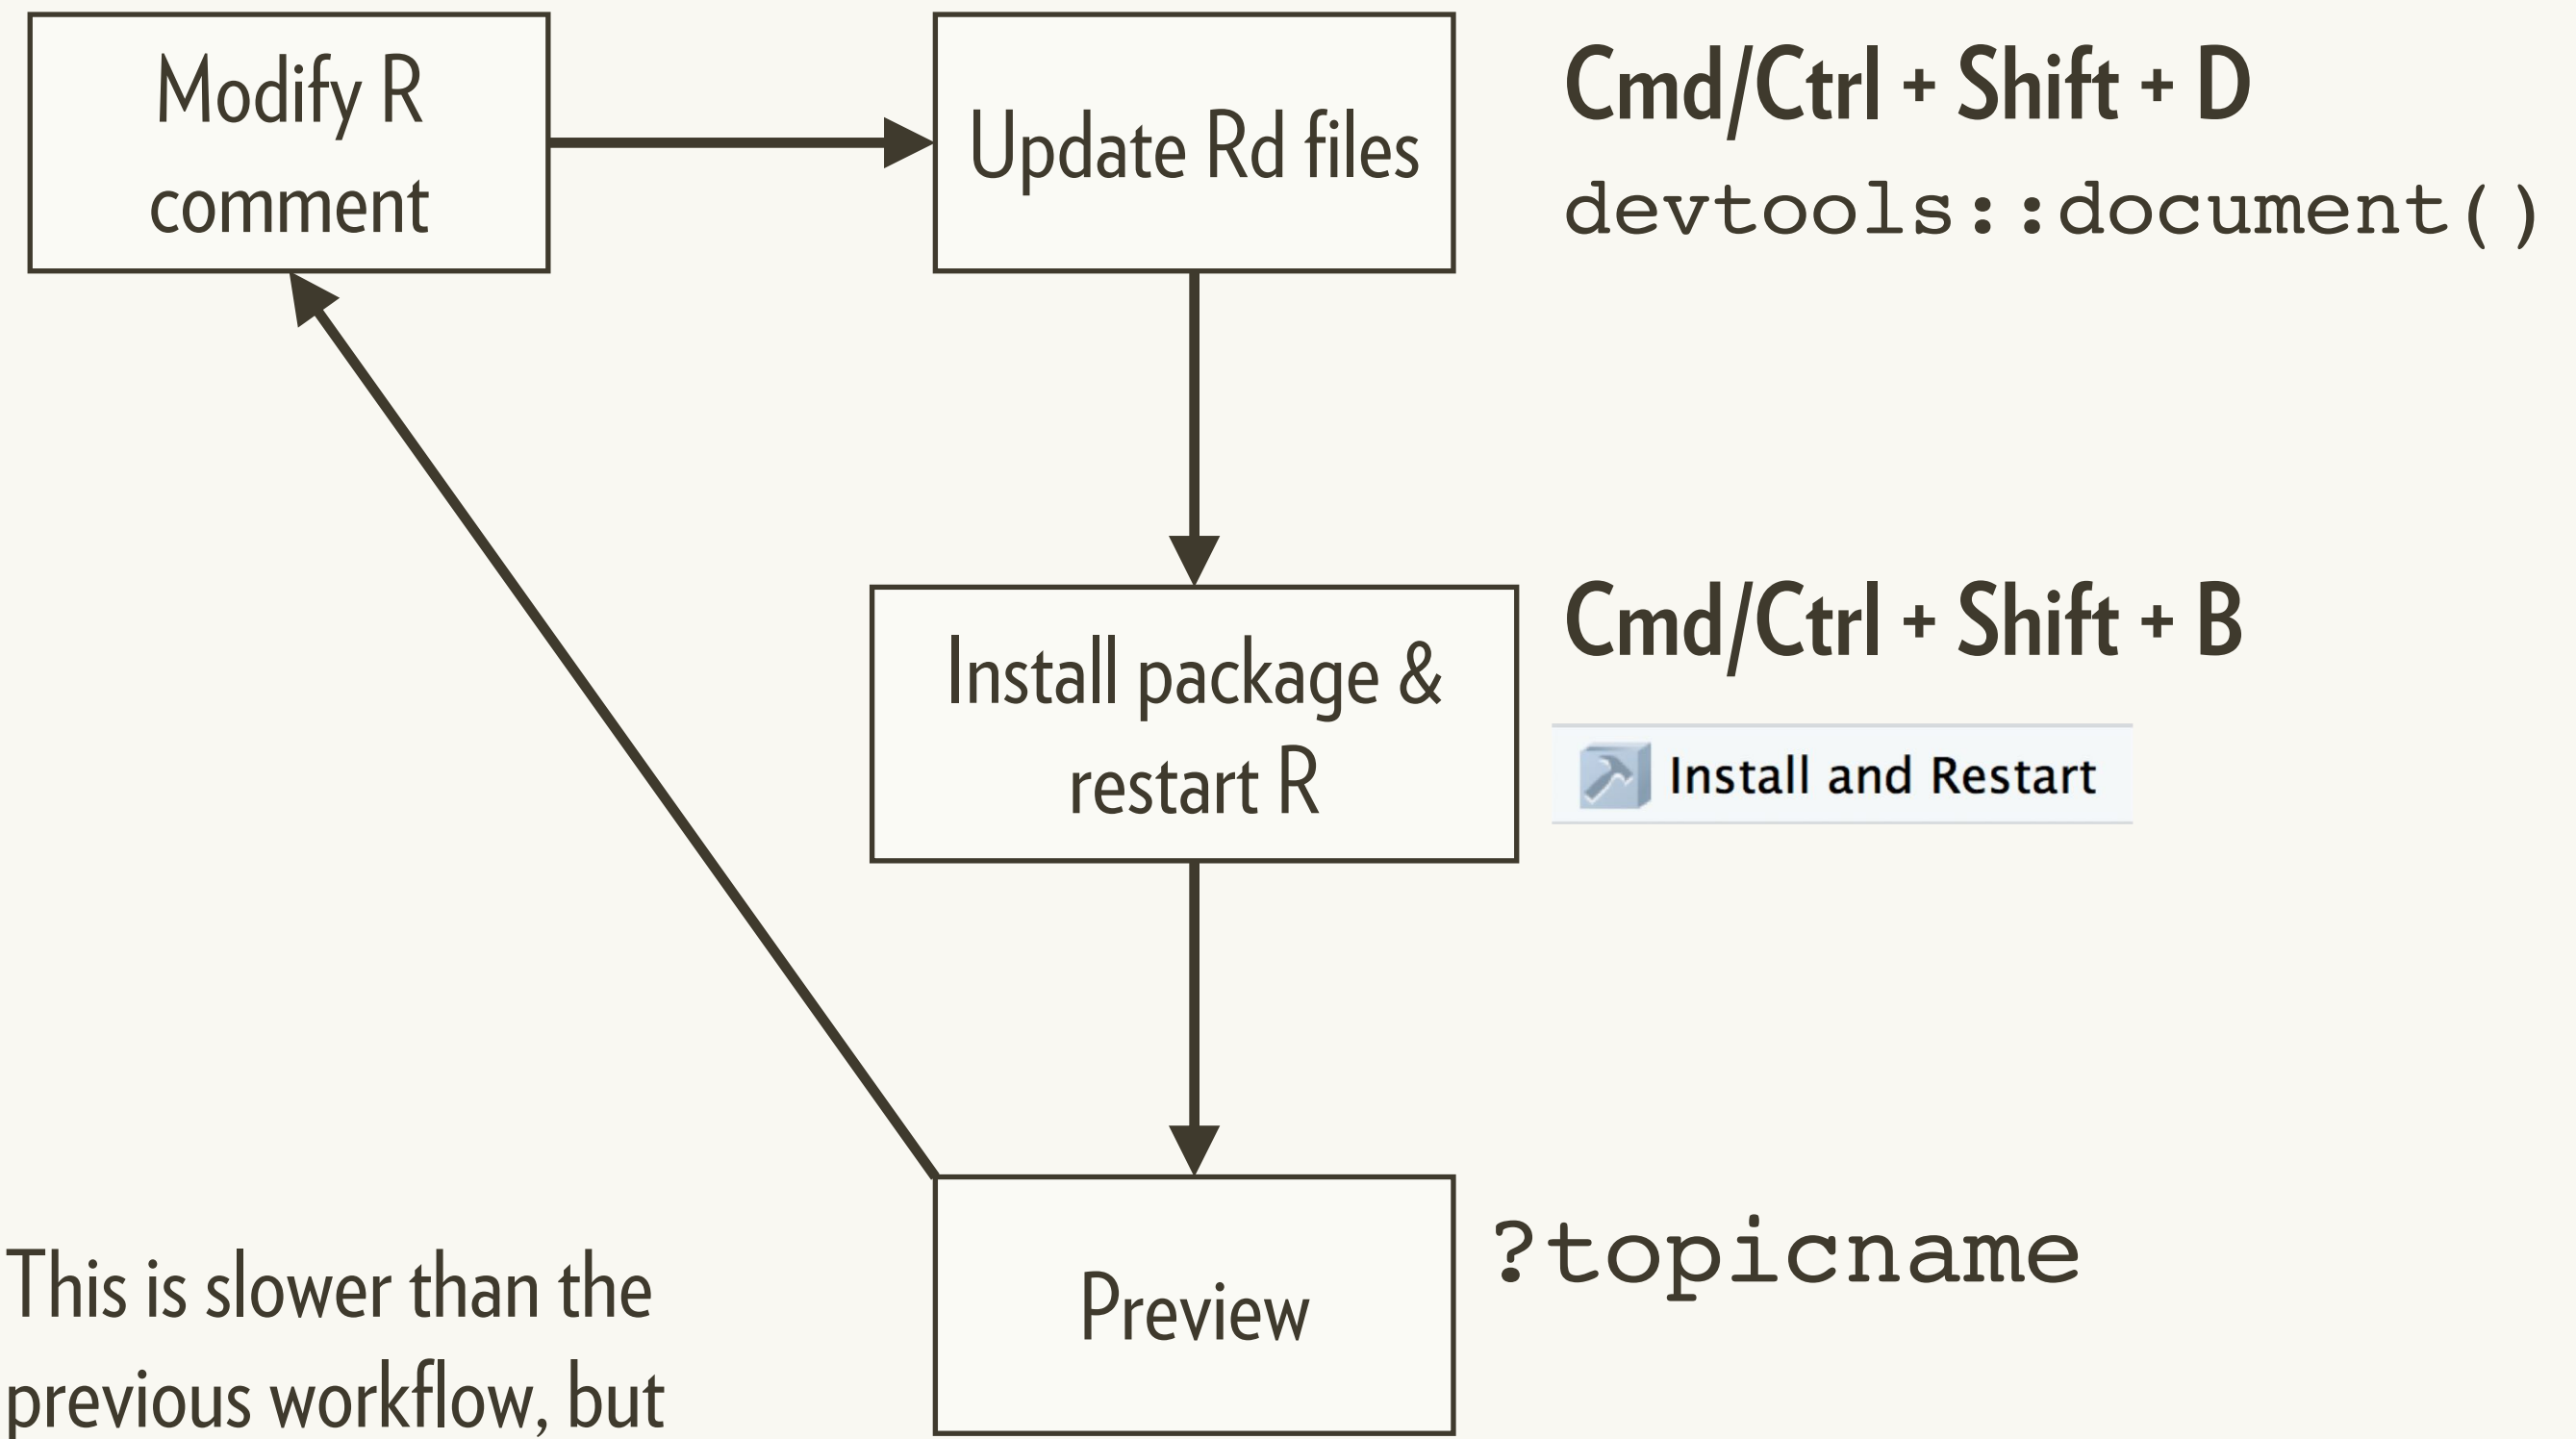 Modify R
comment
Update Rd files
Cmd/Ctrl + Shift + D
devtools::document()
Install package &
restart R
Cmd/Ctrl + Shift + B
Install and Restart
Preview
?topicname
This is slower than the
previous workflow, but